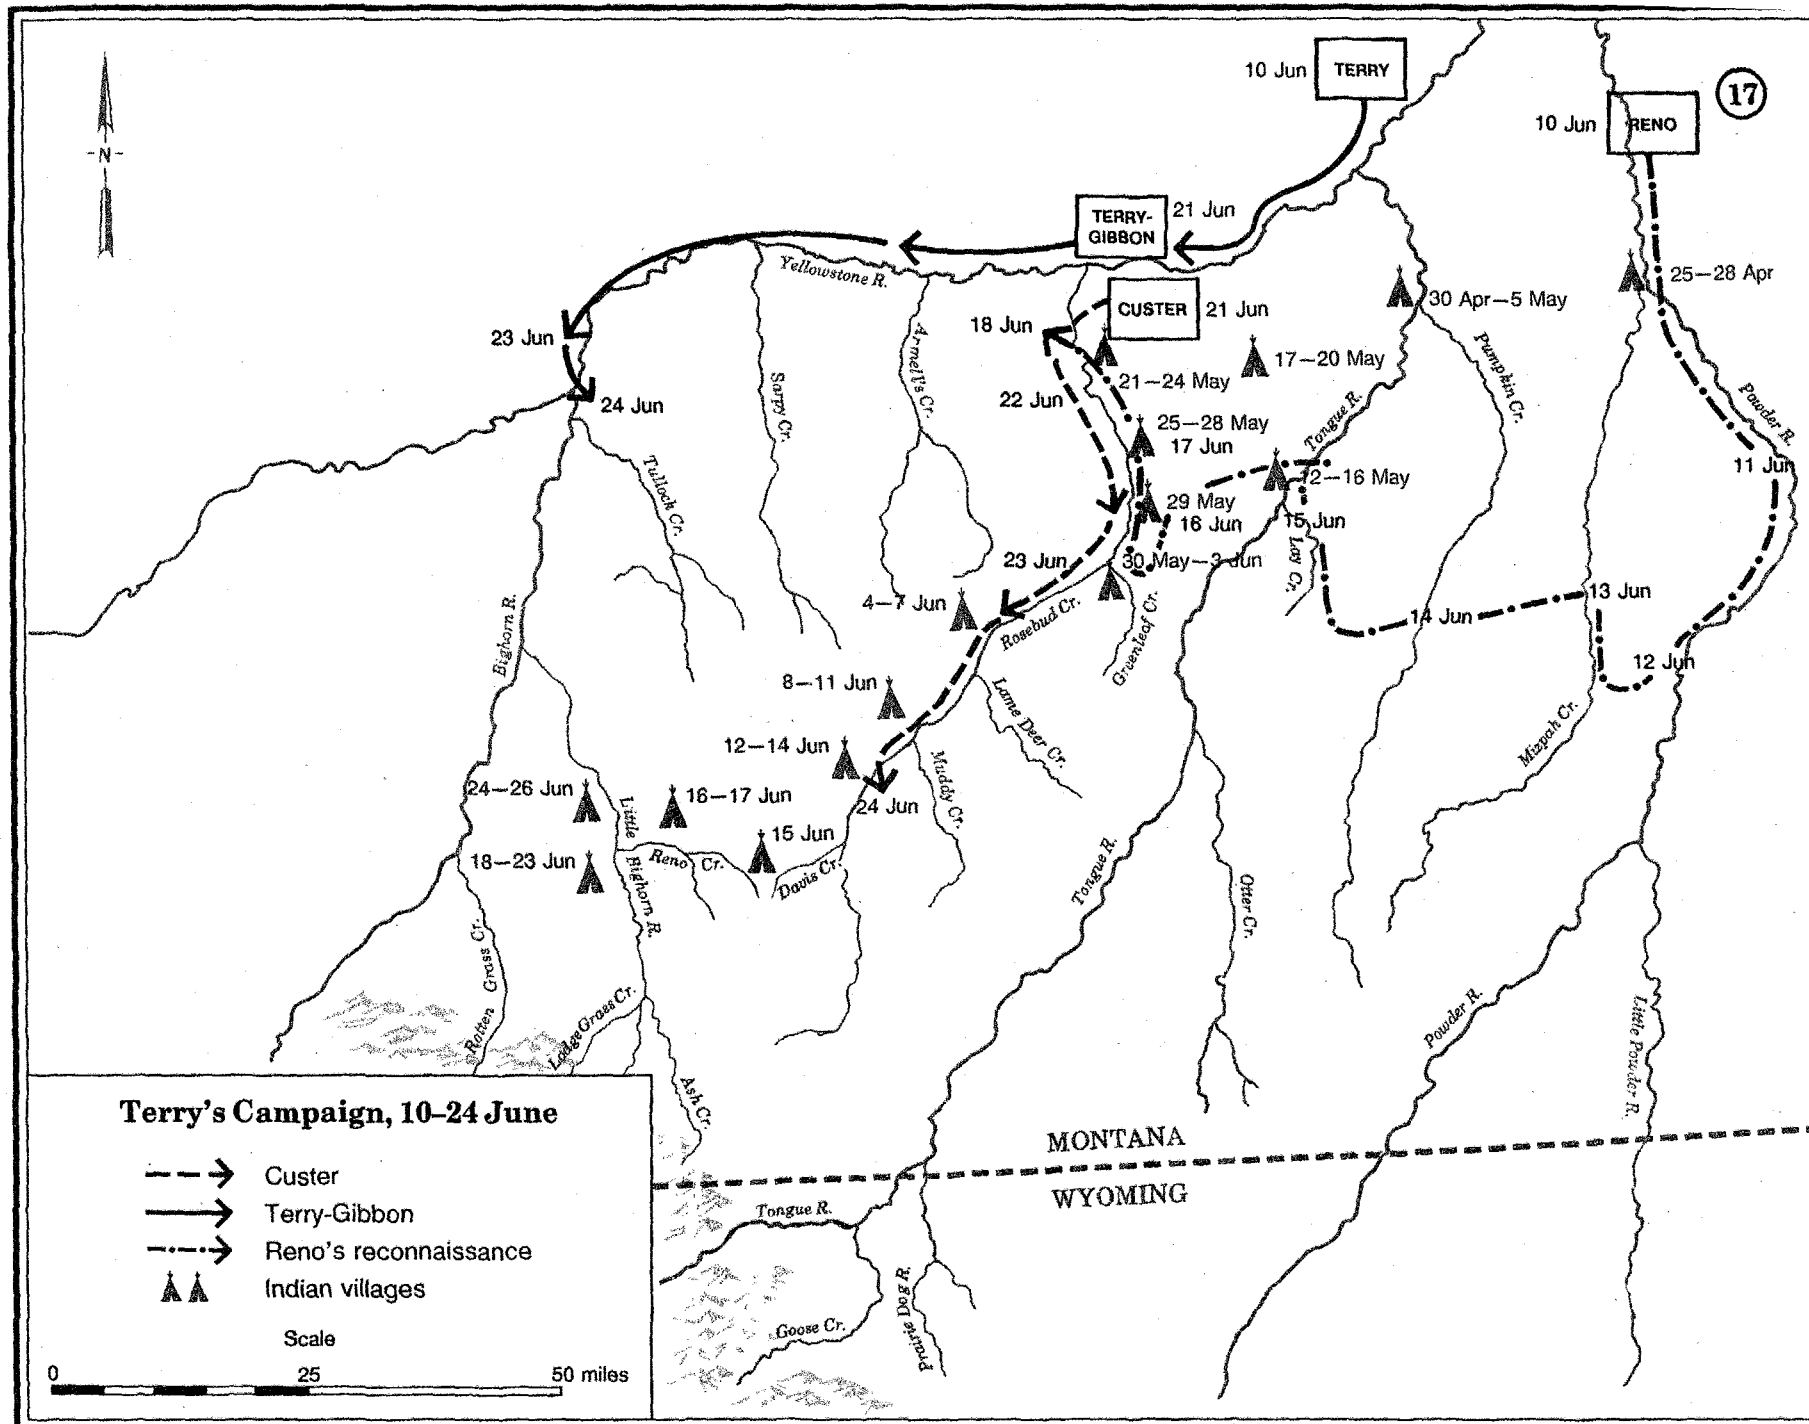 10 Jun
TERRY
17
10 Jun
RENO
TERRY-
GIBBON
21 Jun
Yellowstone R.
25–28 Apr
30 Apr–5 May
CUSTER
21 Jun
18 Jun
23 Jun
17–20 May
21–24 May
22 Jun
24 Jun
Armell's Cr.
Sarpy Cr.
Pumpkin Cr.
Tongue R.
Powder R.
25–28 May
17 Jun
11 Jun
12–16 May
Tulloch Cr.
29 May
16 Jun
15 Jun
Lay Cr.
23 Jun
30 May–3 Jun
4–7 Jun
Rosebud Cr.
Greenleaf Cr.
14 Jun
13 Jun
12 Jun
Bighorn R.
8–11 Jun
Lame Deer Cr.
Mizpah Cr.
12–14 Jun
Muddy Cr.
24–26 Jun
16–17 Jun
24 Jun
Little
Bighorn R.
15 Jun
18–23 Jun
Reno Cr.
Davis Cr.
Tongue R.
Otter Cr.
Rotten Grass Cr.
Lodge Grass Cr.
Powder R.
Little Powder R.
Ash Cr.
MONTANA
WYOMING
Tongue R.
Goose Cr.
Prairie Dog R.
N
Terry's Campaign, 10–24 June
Custer
Terry-Gibbon
Reno's reconnaissance
Indian villages
Scale
0 25 50 miles